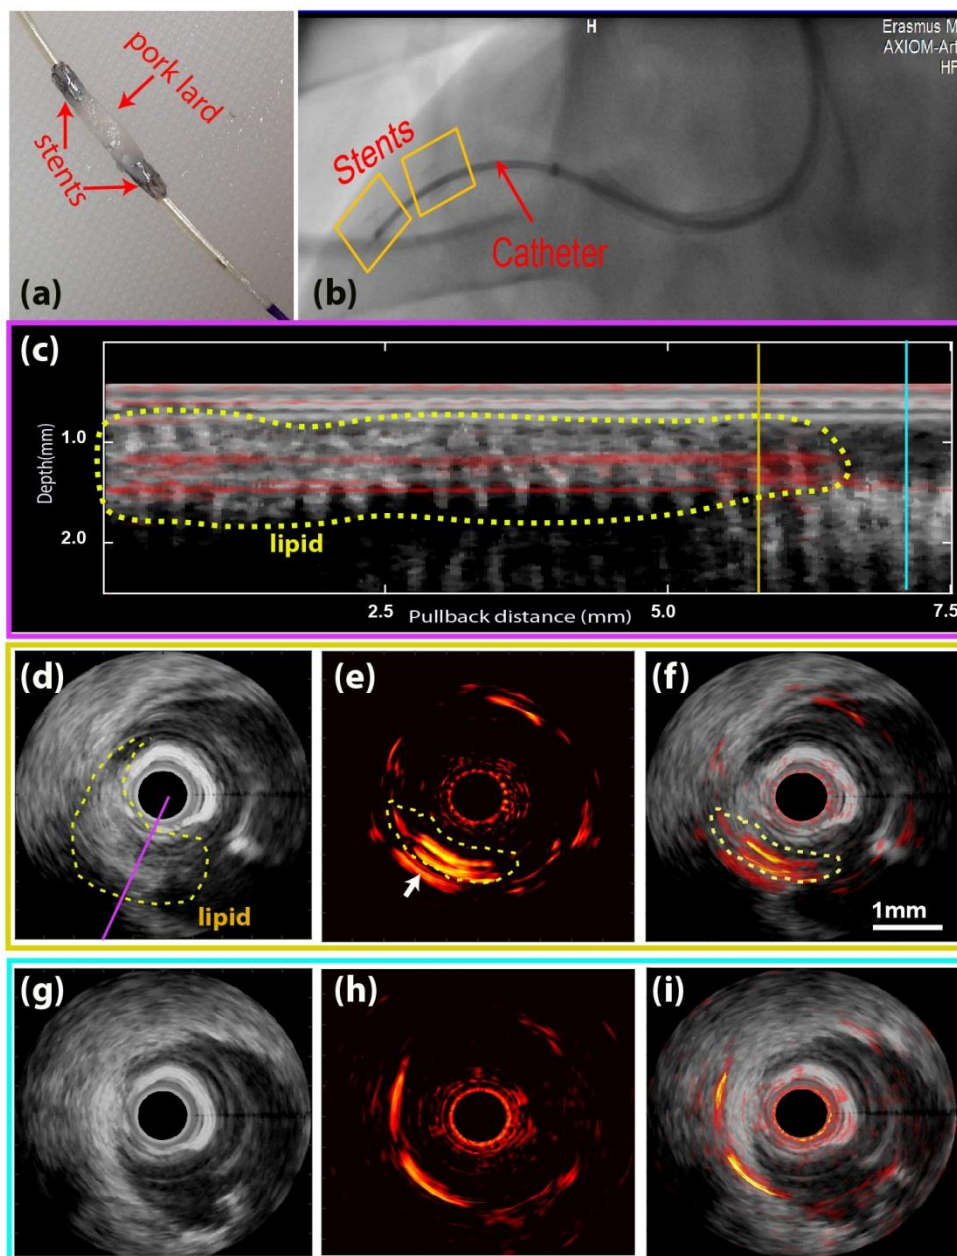 pork lard
stents
(a)
H
Erasmus M
AXIOM-Art
HF
Stents
Catheter
(b)
(c)
Depth(mm)
1.0
2.0
lipid
2.5
5.0
7.5
Pullback distance (mm)
(d)
lipid
(e)
(f)
1mm
(g)
(h)
(i)